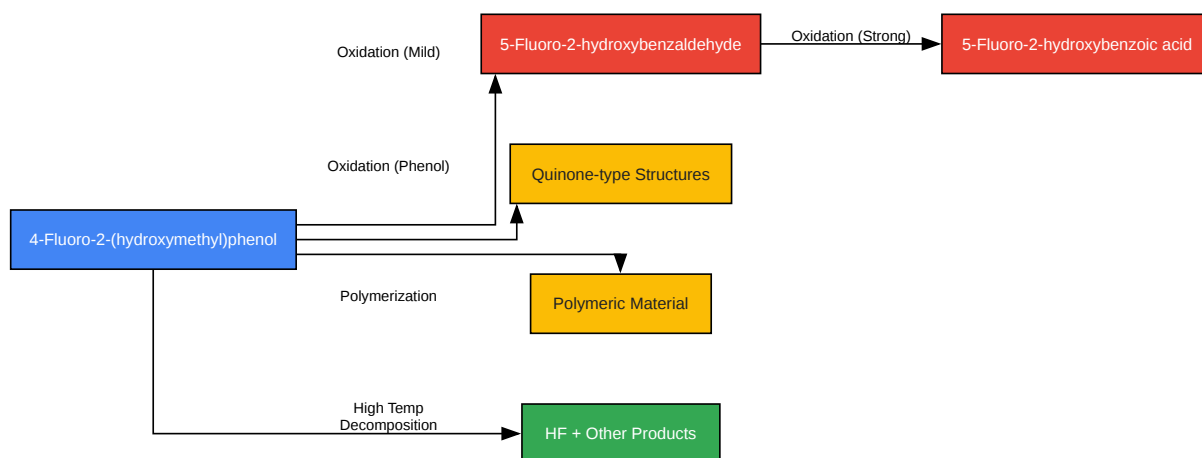 5-Fluoro-2-hydroxybenzaldehyde
Oxidation (Strong)
5-Fluoro-2-hydroxybenzoic acid
Oxidation (Mild)
Oxidation (Phenol)
Quinone-type Structures
4-Fluoro-2-(hydroxymethyl)phenol
Polymerization
Polymeric Material
High Temp
Decomposition
HF + Other Products